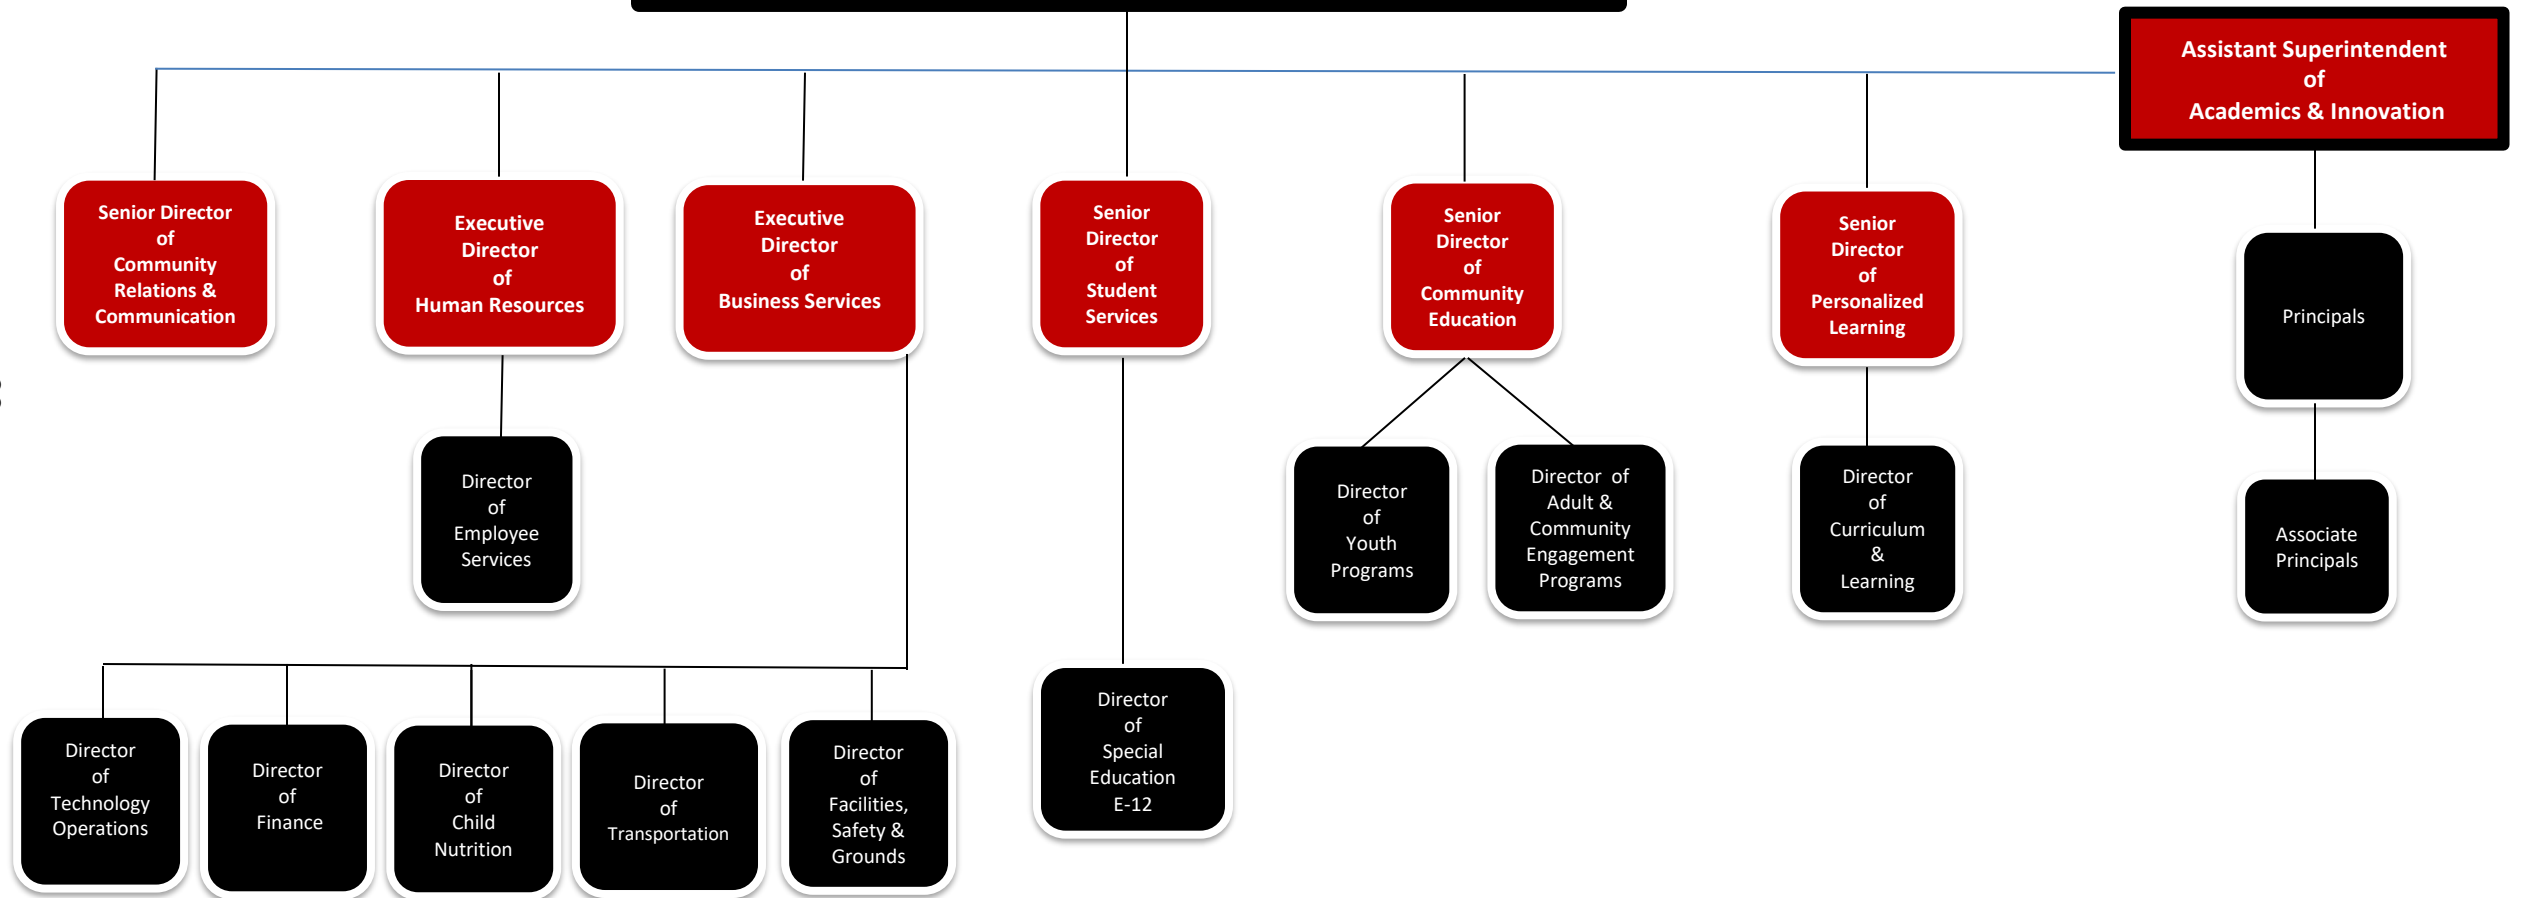 Assistant Superintendent
of
Academics & Innovation
Senior Director
of
Community
Relations &
Communication
Executive
Director
of
Human Resources
Executive
Director
of
Business Services
Senior
Director
of
Student
Services
Senior
Director
of
Community
Education
Senior
Director
of
Personalized
Learning
Principals
Director
of
Employee
Services
Director
of
Youth
Programs
Director of
Adult &
Community
Engagement
Programs
Director
of
Curriculum
&
Learning
Associate
Principals
Director
of
Technology
Operations
Director
of
Finance
Director
of
Child
Nutrition
Director
of
Transportation
Director
of
Facilities,
Safety &
Grounds
Director
of
Special
Education
E-12